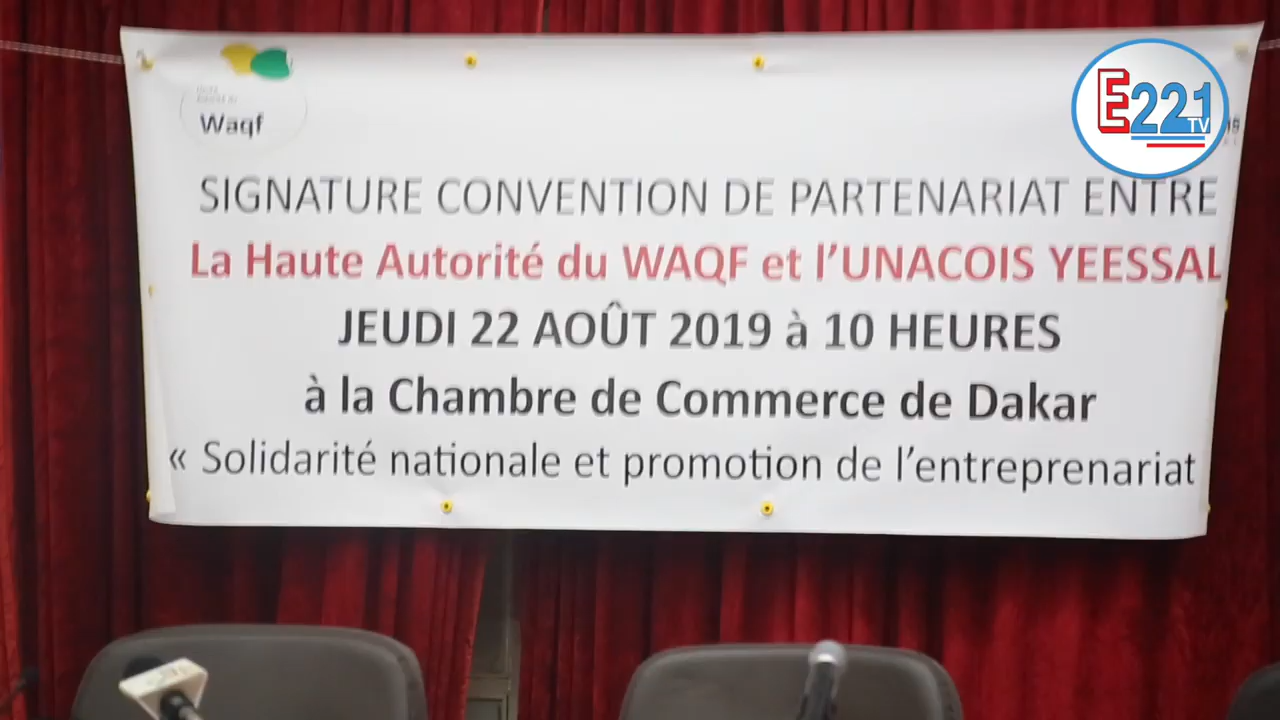 E221
TV
Waqf
SIGNATURE CONVENTION DE PARTENARIAT ENTRE
La Haute Autorité du WAQF et l’UNACOIS YEESSAL
JEUDI 22 AOÛT 2019 à 10 HEURES
à la Chambre de Commerce de Dakar
« Solidarité nationale et promotion de l’entreprenariat